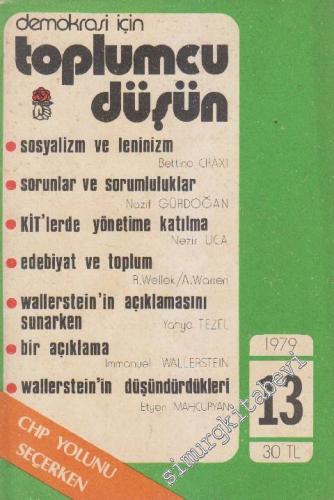 demokrasi için
toplumcu
düşün
sosyalizm ve leninizm
Bettino CRAXI
sorunlar ve sorumluluklar
Nazif GÜRDOĞAN
KİT'lerde yönetime katılma
Nezir UCA
edebiyat ve toplum
R.Wellek/A.Warren
wallerstein'in açıklamasını
sunarken
Yahya TEZEL
bir açıklama
Immanuel WALLERSTEIN
wallerstein'in düşündürdükleri
Etyen MAHÇUPYAN
1979
13
30 TL
CHP YOLUNU
SEÇERKEN
simurgkitabevi.com